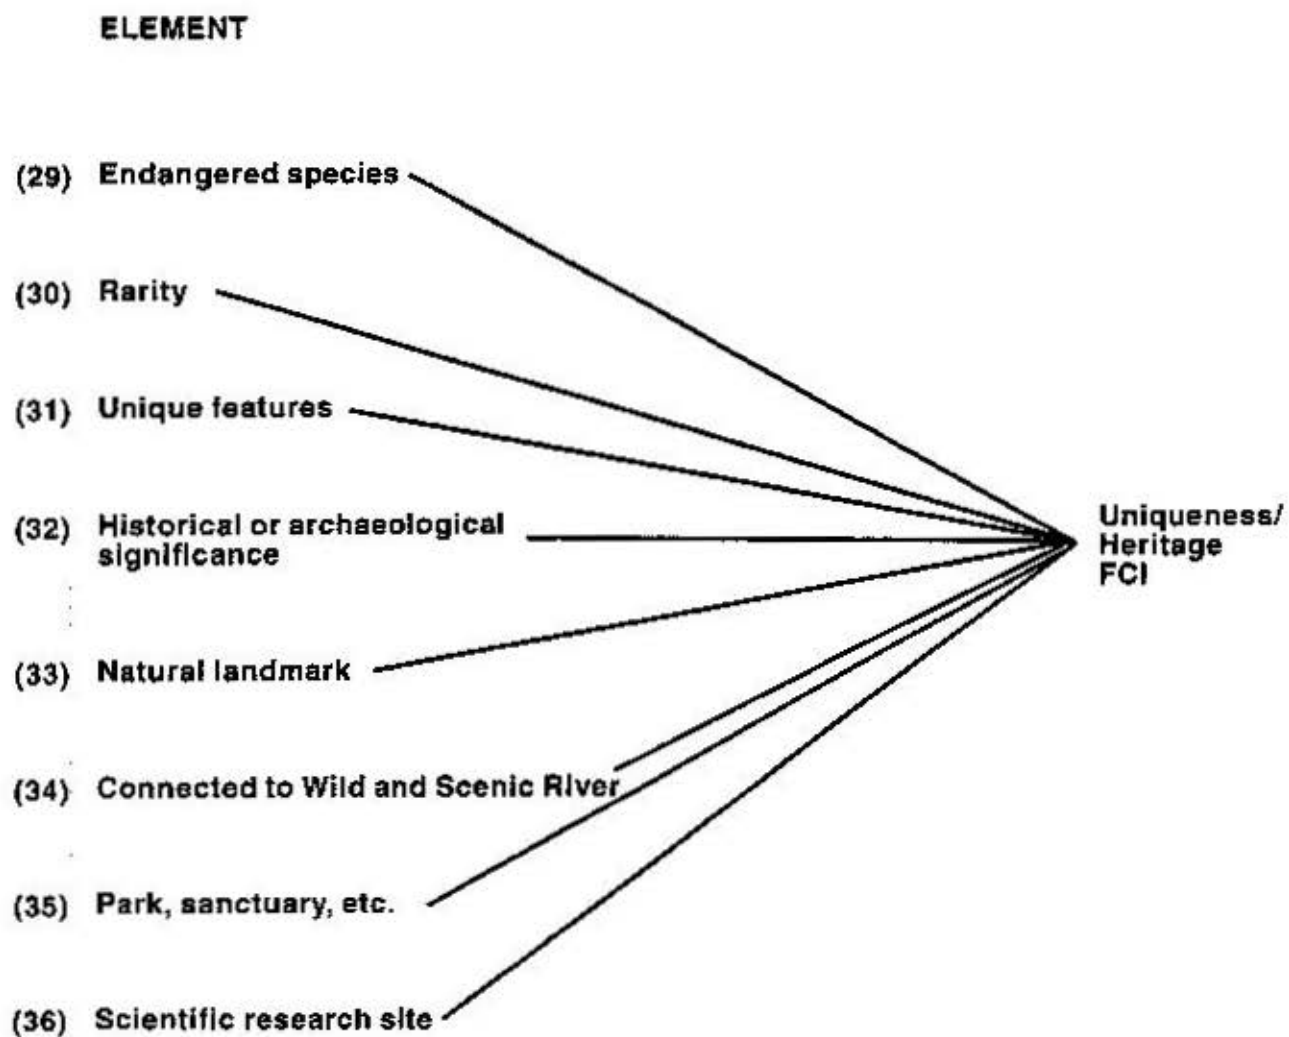 ELEMENT
(29) Endangered species
(30) Rarity
(31) Unique features
(32) Historical or archaeological
significance
Uniqueness/
Heritage
FCI
(33) Natural landmark
(34) Connected to Wild and Scenic River
(35) Park, sanctuary, etc.
(36) Scientific research site